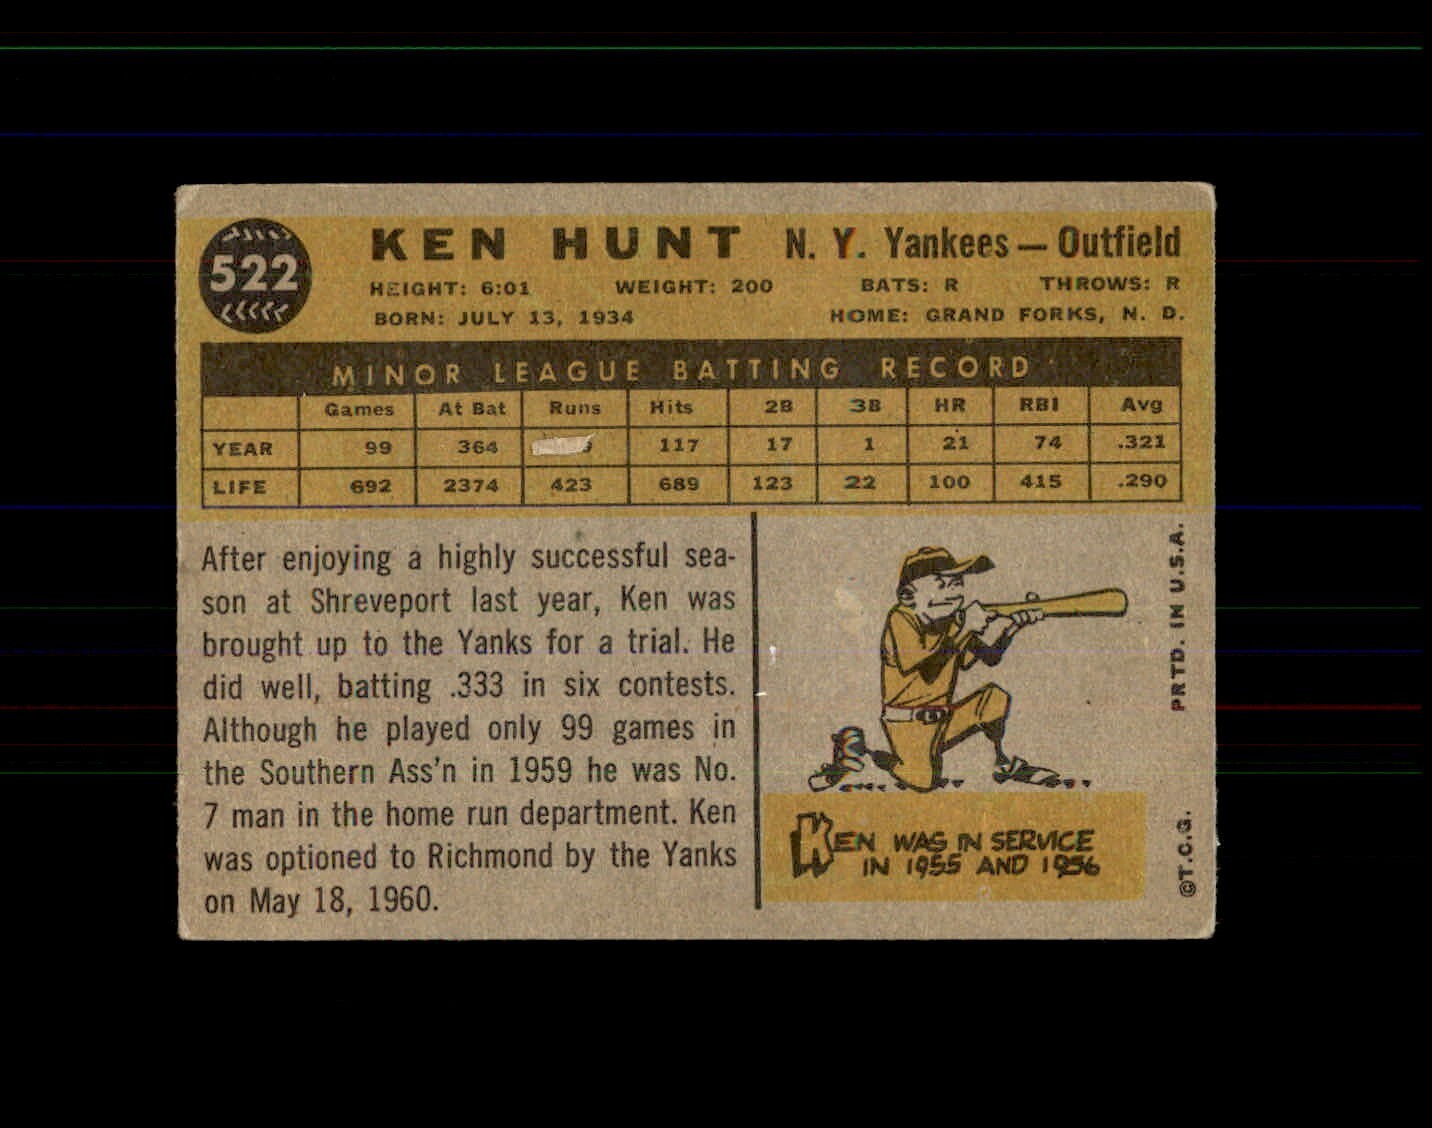 522
KEN HUNT N. Y. Yankees — Outfield
HEIGHT: 6:01 WEIGHT: 200 BATS: R THROWS: R
BORN: JULY 13, 1934 HOME: GRAND FORKS, N. D.
MINOR LEAGUE BATTING RECORD
Games At Bat Runs Hits 2B 3B HR RBI Avg
YEAR 99 364 117 17 1 21 74 .321
LIFE 692 2374 423 689 123 22 100 415 .290
After enjoying a highly successful sea-
son at Shreveport last year, Ken was
brought up to the Yanks for a trial. He
did well, batting .333 in six contests.
Although he played only 99 games in
the Southern Ass'n in 1959 he was No.
7 man in the home run department. Ken
was optioned to Richmond by the Yanks
on May 18, 1960.
KEN WAS IN SERVICE
IN 1955 AND 1956
©T.C.G. PRTD. IN U.S.A.